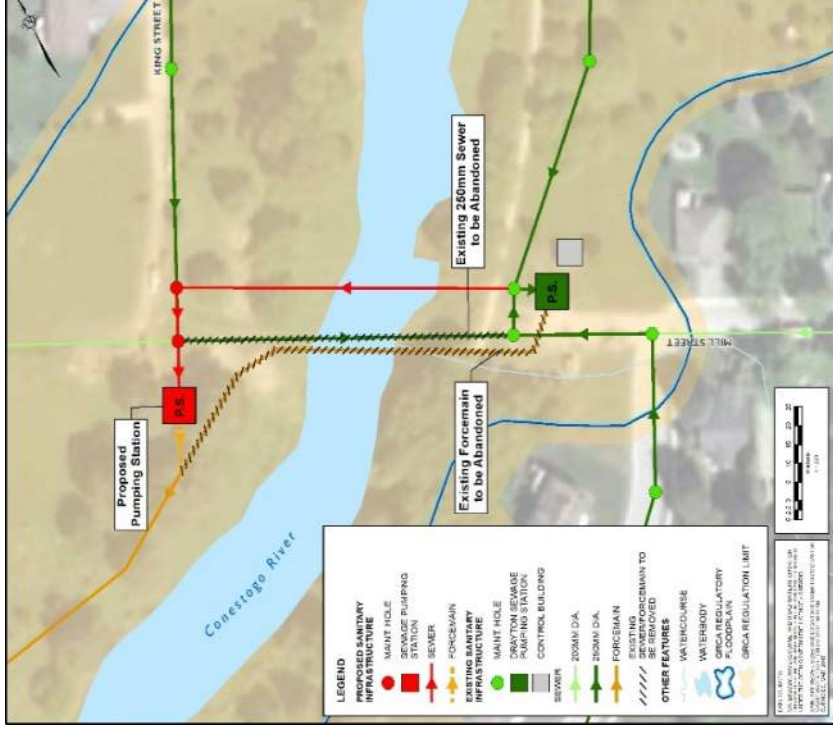 KING STREET
Existing 250mm Sewer
to be Abandoned
P.S.
P.S.
MILL STREET
Proposed
Pumping Station
Existing Forcemain
to be Abandoned
Conestogo River
LEGEND
PROPOSED SANITARY
INFRASTRUCTURE
MAINT. HOLE
SEWAGE PUMPING
STATION
SEWER
FORCEMAIN
EXISTING SANITARY
INFRASTRUCTURE
MAINT. HOLE
DRAYTON SEWAGE
PUMPING STATION
CONTROL BUILDING
SEWER
200MM DIA.
250MM DIA.
FORCEMAIN
EXISTING
SEWER/FORCEMAIN TO
BE REMOVED
OTHER FEATURES
WATERCOURSE
WATERBODY
GRCA REGULATORY
FLOODPLAIN
GRCA REGULATION LIMIT